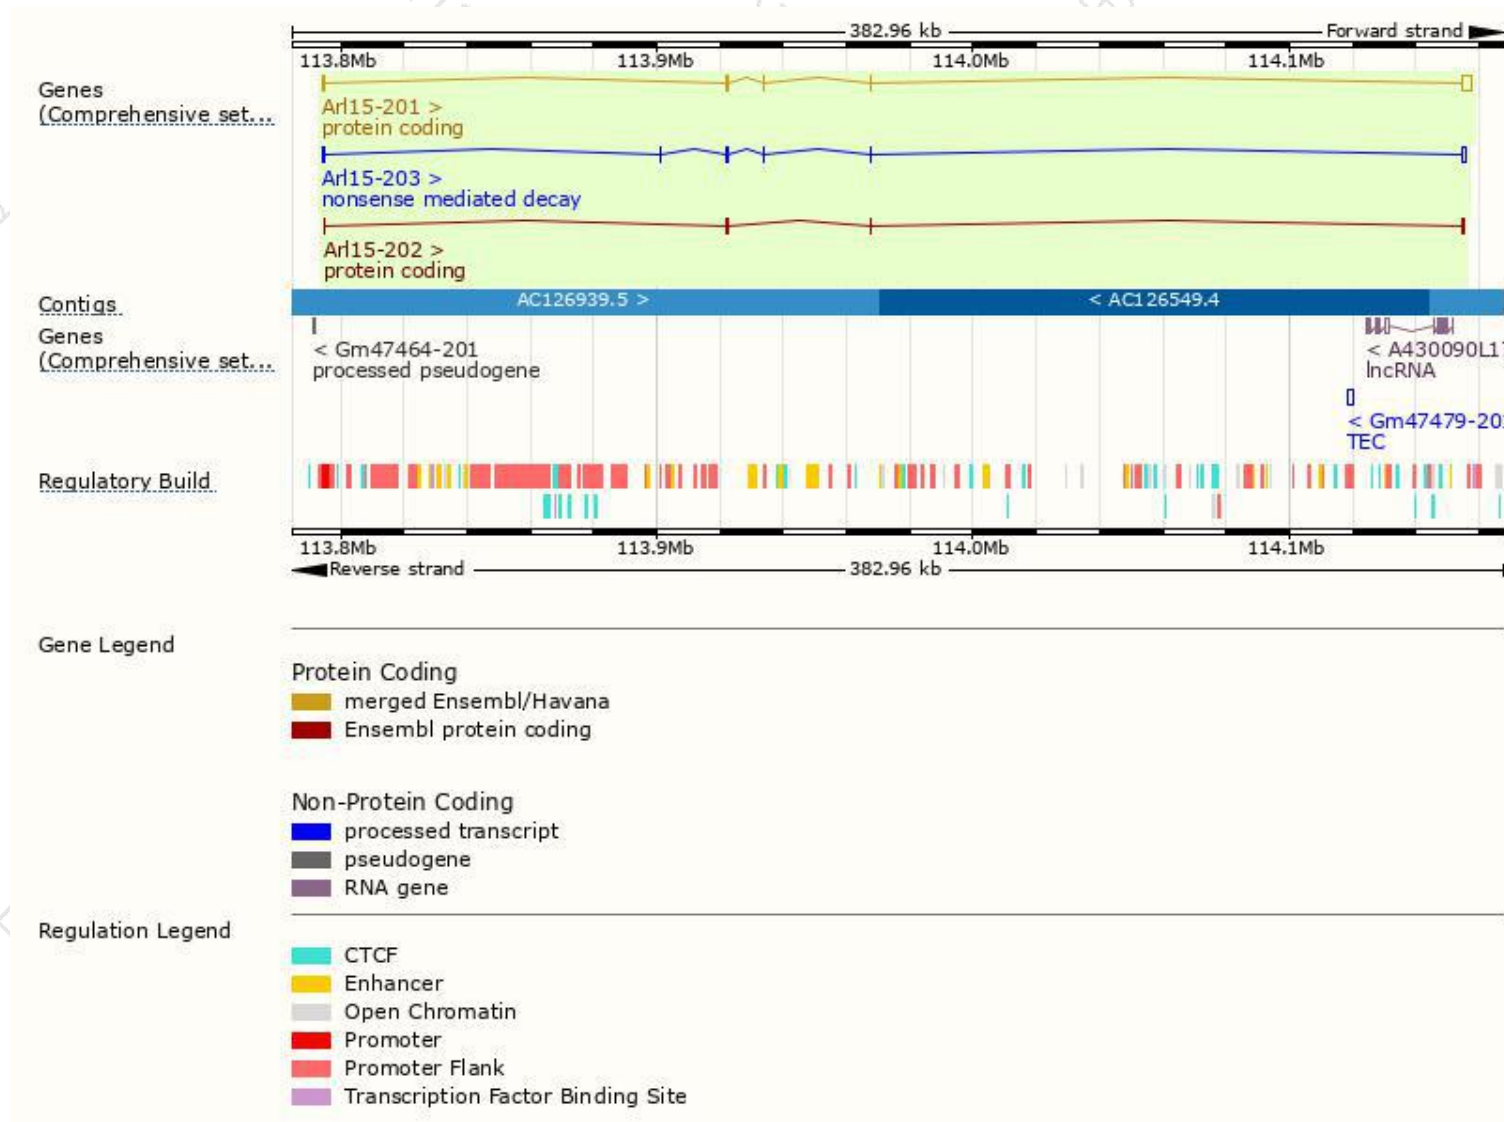 382.96 kb Forward strand
113.8Mb 113.9Mb 114.0Mb 114.1Mb
Genes
(Comprehensive set...
Arl15-201 >
protein coding
Arl15-203 >
nonsense mediated decay
Arl15-202 >
protein coding
Contigs AC126939.5 > < AC126549.4
Genes
(Comprehensive set...
< Gm47464-201
processed pseudogene
< A430090L1
lncRNA
< Gm47479-20
TEC
Regulatory Build
113.8Mb 113.9Mb 114.0Mb 114.1Mb
Reverse strand 382.96 kb
Gene Legend
Protein Coding
merged Ensembl/Havana
Ensembl protein coding
Non-Protein Coding
processed transcript
pseudogene
RNA gene
Regulation Legend
CTCF
Enhancer
Open Chromatin
Promoter
Promoter Flank
Transcription Factor Binding Site